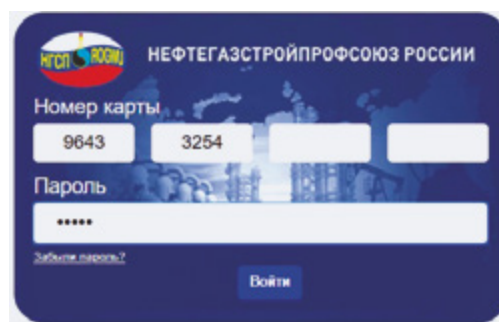 НГСП ROGWU
НЕФТЕГАЗСТРОЙПРОФСОЮЗ РОССИИ
Номер карты
9643 3254
Пароль
•••••
Забыли пароль?
Войти